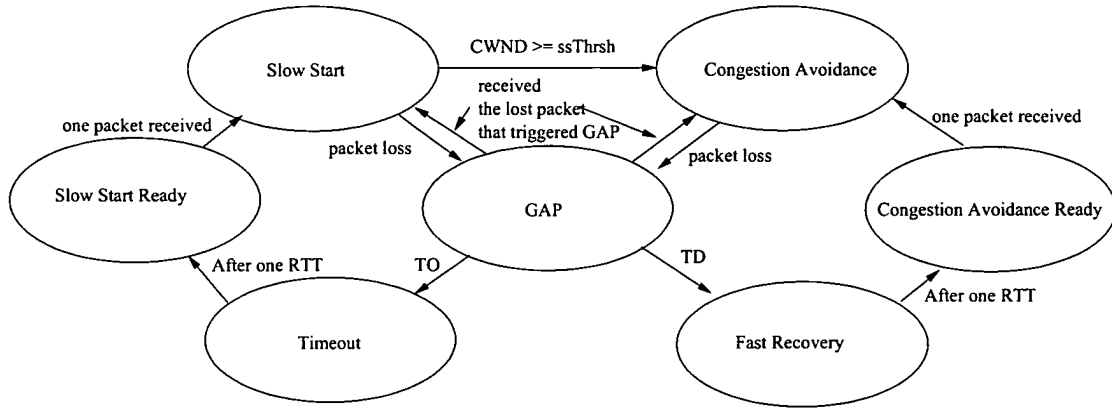 CWND >= ssThrsh
Slow Start
Congestion Avoidance
received
the lost packet
that triggered GAP
one packet received
one packet received
packet loss
packet loss
Slow Start Ready
GAP
Congestion Avoidance Ready
After one RTT
TO
TD
After one RTT
Timeout
Fast Recovery